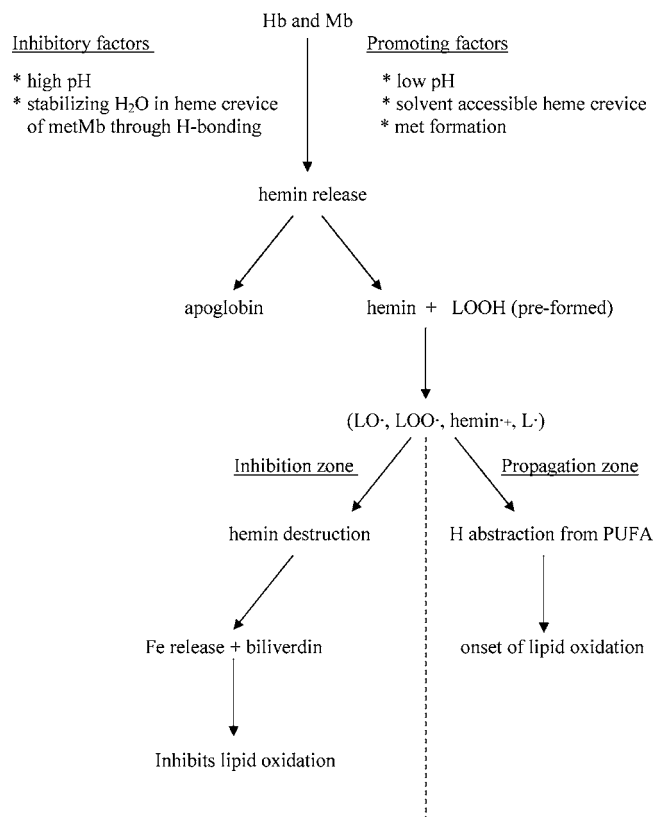 Hb and Mb
Inhibitory factors
* high pH
* stabilizing H₂O in heme crevice
of metMb through H-bonding
Promoting factors
* low pH
* solvent accessible heme crevice
* met formation
hemin release
apoglobin
hemin + LOOH (pre-formed)
(LO·, LOO·, hemin·+, L·)
Inhibition zone
Propagation zone
hemin destruction
H abstraction from PUFA
Fe release + biliverdin
onset of lipid oxidation
Inhibits lipid oxidation